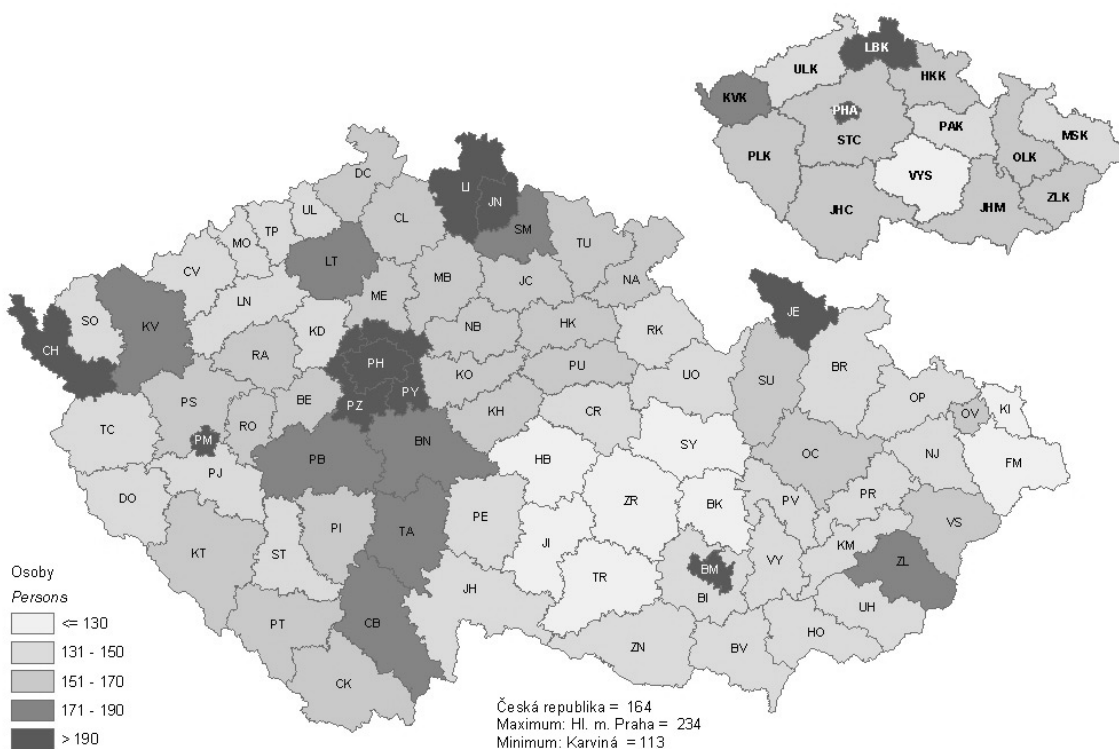 LBK
ULK
HKK
KVK
PHA
STC
PAK
MSK
PLK
OLK
VYS
JHC
JHM
ZLK
DC
LI
JN
UL
CL
SM
TP
MO
TU
CV
LT
MB
JC
NA
LN
ME
SO
KV
KD
NB
HK
RK
JE
CH
RA
PH
KO
PU
BR
PS
BE
PZ
PY
UO
SU
OP
KI
TC
RO
KH
CR
OV
PM
BN
SY
OC
FM
PJ
PB
HB
NJ
DO
PI
TA
PE
ZR
BK
PV
PR
VS
KT
ST
JI
KM
ZL
TR
BM
VY
JH
BI
UH
PT
CB
HO
ZN
BV
CK
Osoby
Persons
<= 130
131 - 150
151 - 170
171 - 190
> 190
Česká republika = 164
Maximum: Hl. m. Praha = 234
Minimum: Karviná = 113